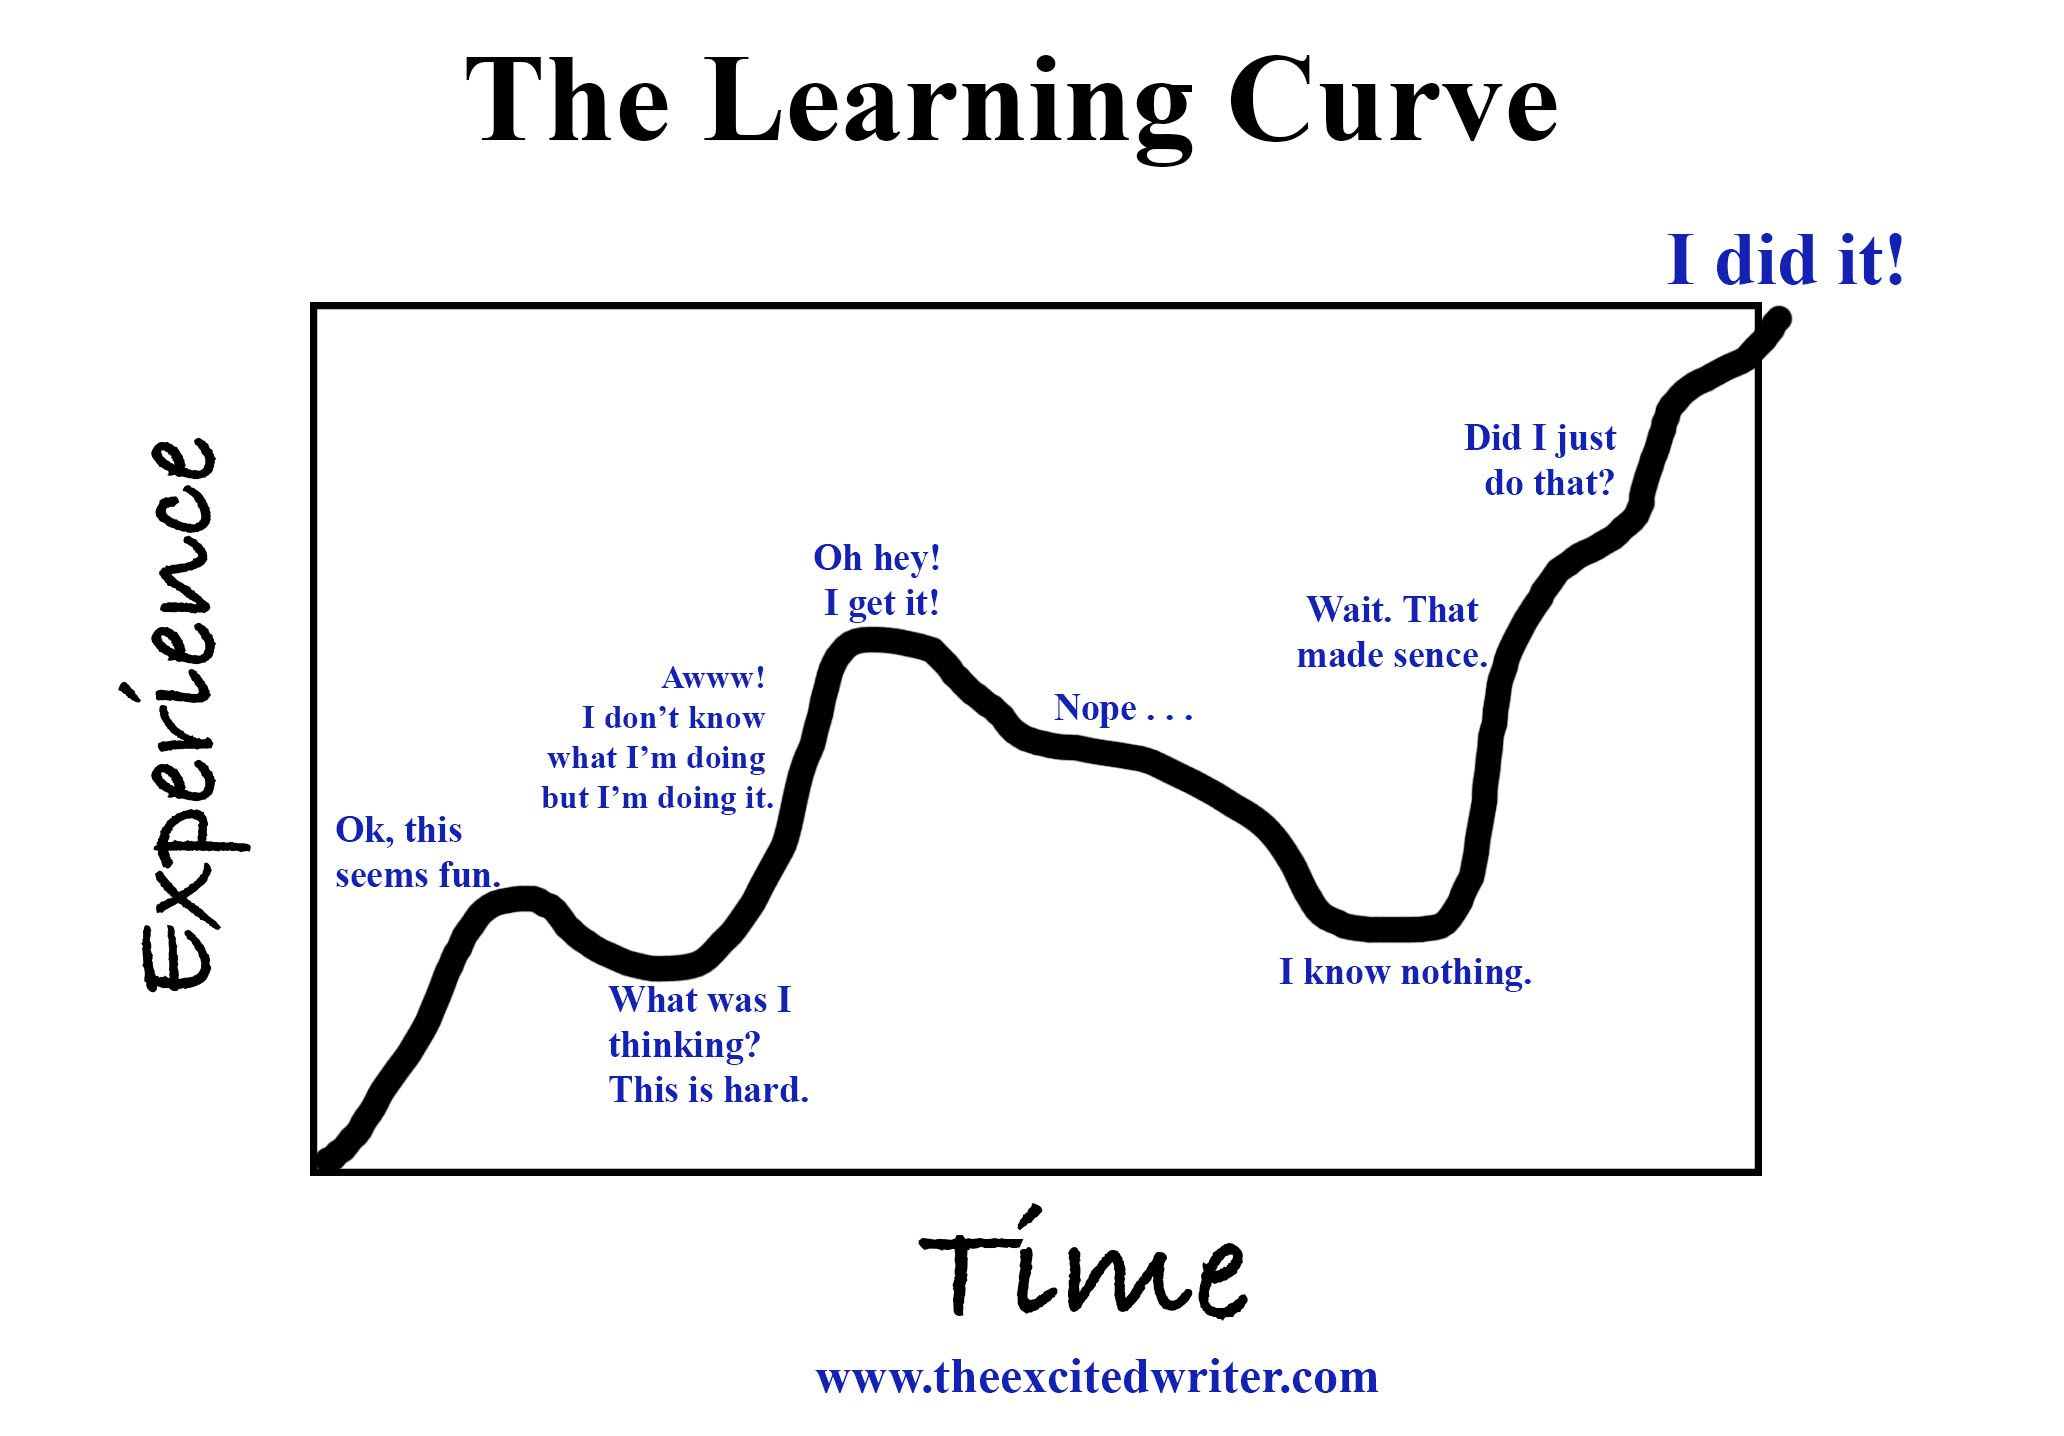 The Learning Curve
I did it!
Did I just
do that?
Oh hey!
I get it!
Wait. That
made sence.
Awww!
I don’t know
what I’m doing
but I’m doing it.
Nope . . .
Ok, this
seems fun.
I know nothing.
What was I
thinking?
This is hard.
Experience
Time
www.theexcitedwriter.com